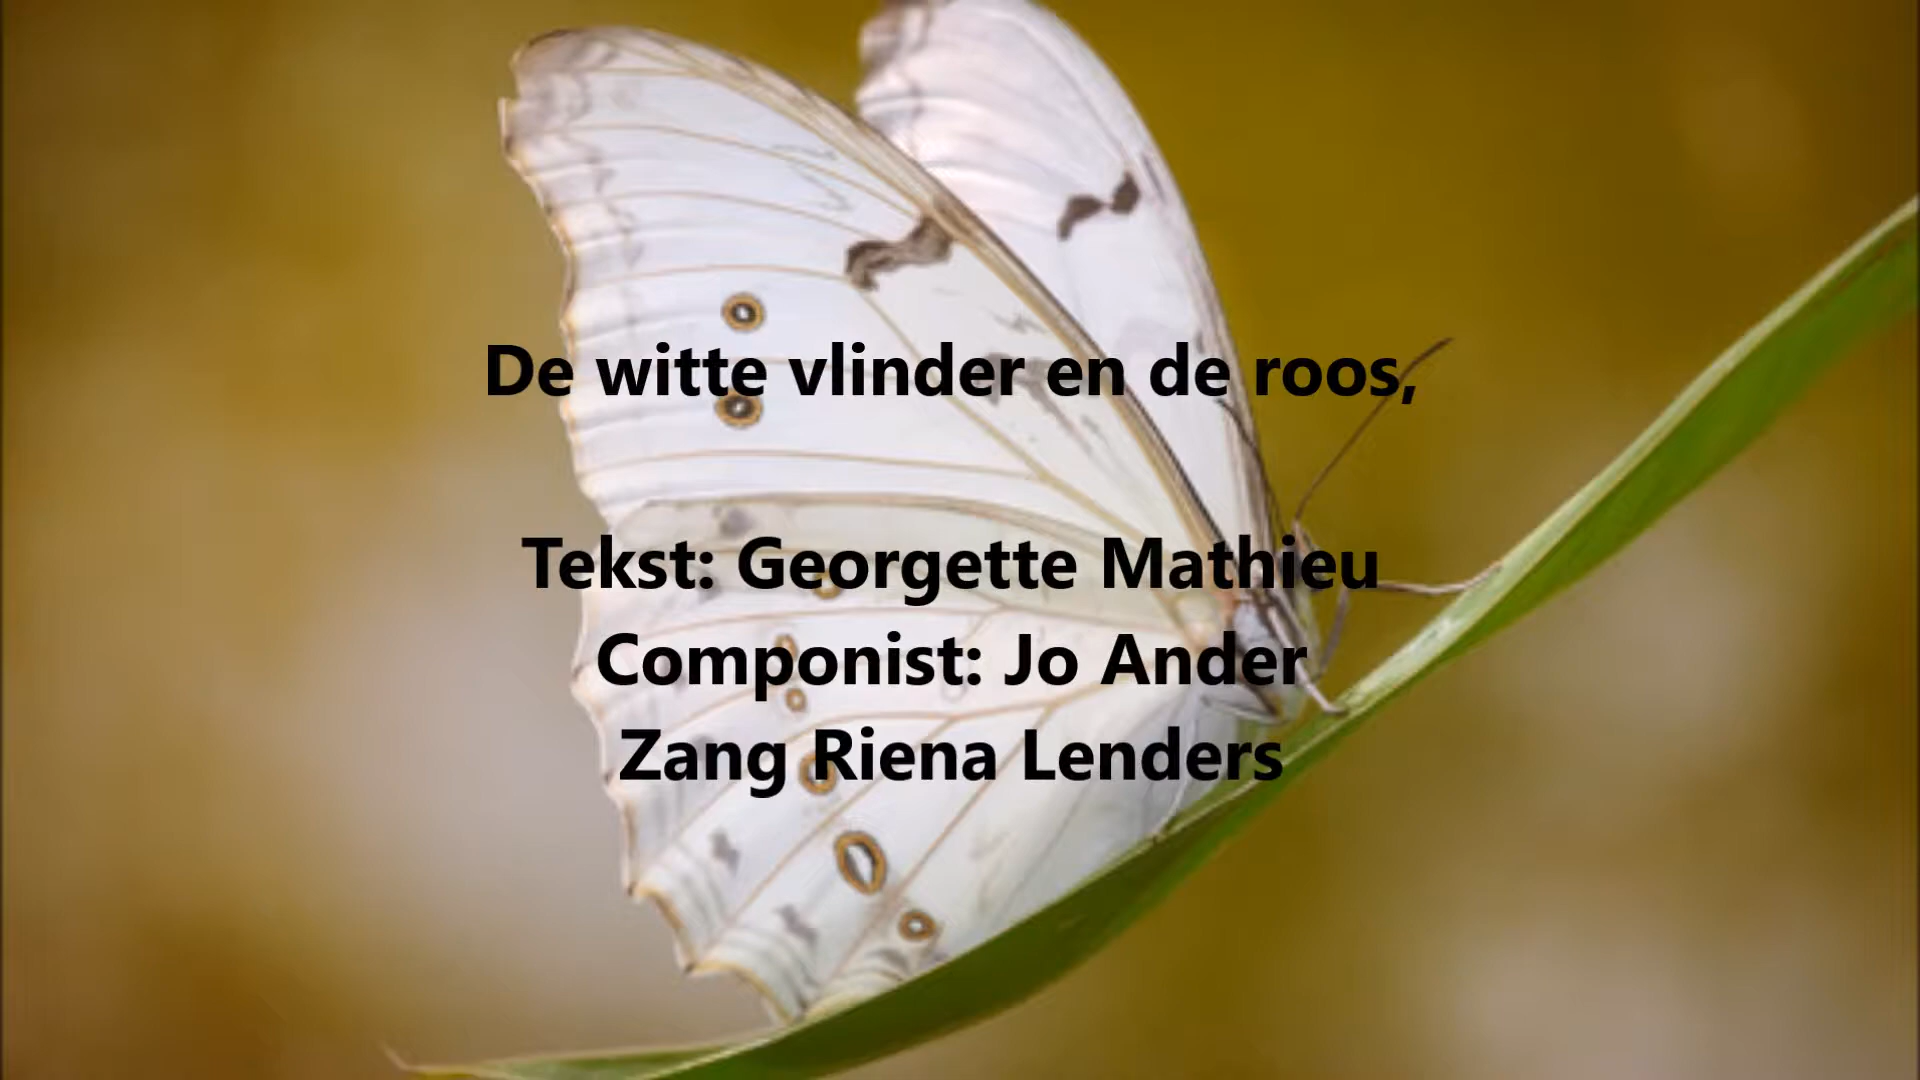 De witte vlinder en de roos,
Tekst: Georgette Mathieu
Componist: Jo Ander
Zang Riena Lenders